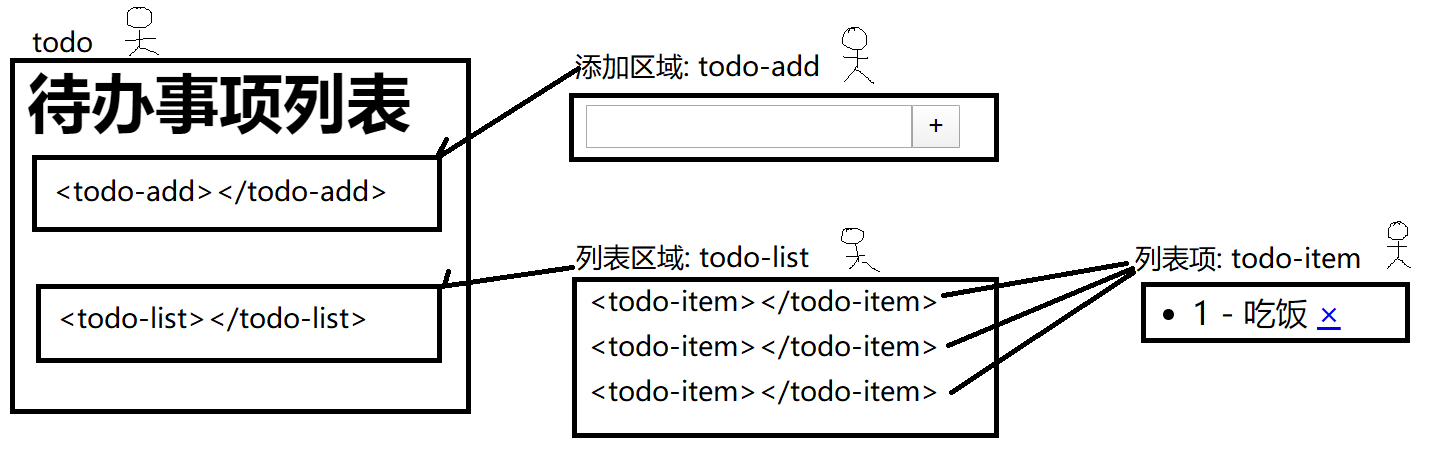 todo
待办事项列表
<todo-add></todo-add>
<todo-list></todo-list>
添加区域: todo-add
+
列表区域: todo-list
<todo-item></todo-item>
<todo-item></todo-item>
<todo-item></todo-item>
列表项: todo-item
• 1 - 吃饭 ×